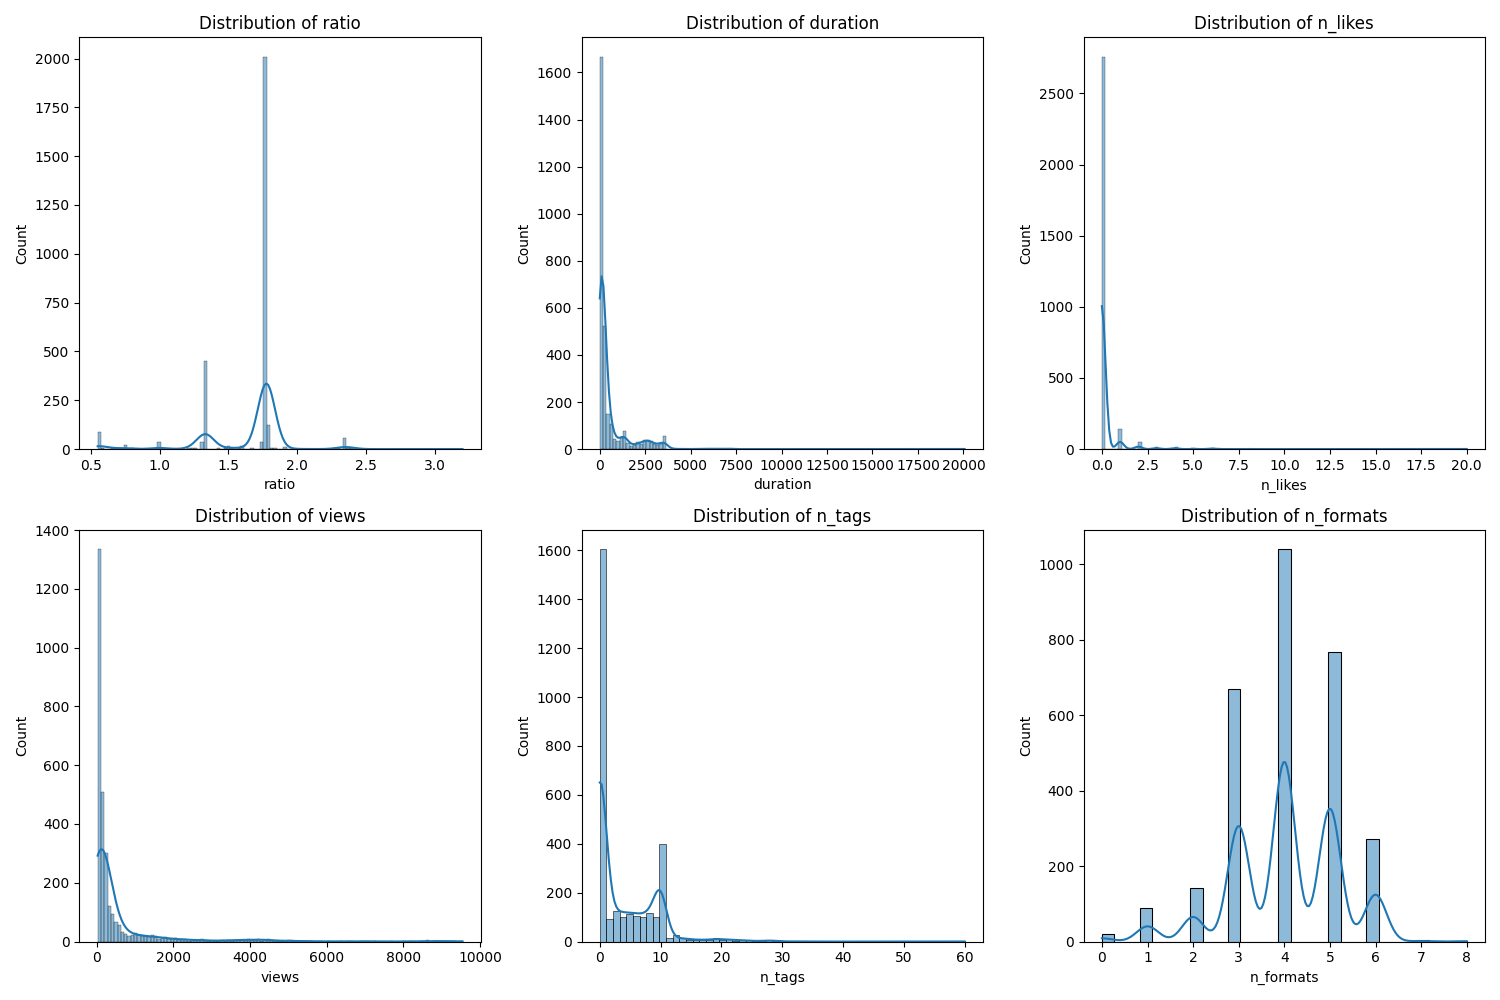 Distribution of ratio
2000
1750
1500
1250
1000
750
500
250
0
Count
0.5 1.0 1.5 2.0 2.5 3.0
ratio
Distribution of duration
1600
1400
1200
1000
800
600
400
200
0
Count
0 2500 5000 7500 10000 12500 15000 17500 20000
duration
Distribution of n_likes
2500
2000
1500
1000
500
0
Count
0.0 2.5 5.0 7.5 10.0 12.5 15.0 17.5 20.0
n_likes
Distribution of views
1400
1200
1000
800
600
400
200
0
Count
0 2000 4000 6000 8000 10000
views
Distribution of n_tags
1600
1400
1200
1000
800
600
400
200
0
Count
0 10 20 30 40 50 60
n_tags
Distribution of n_formats
1000
800
600
400
200
0
Count
0 1 2 3 4 5 6 7 8
n_formats